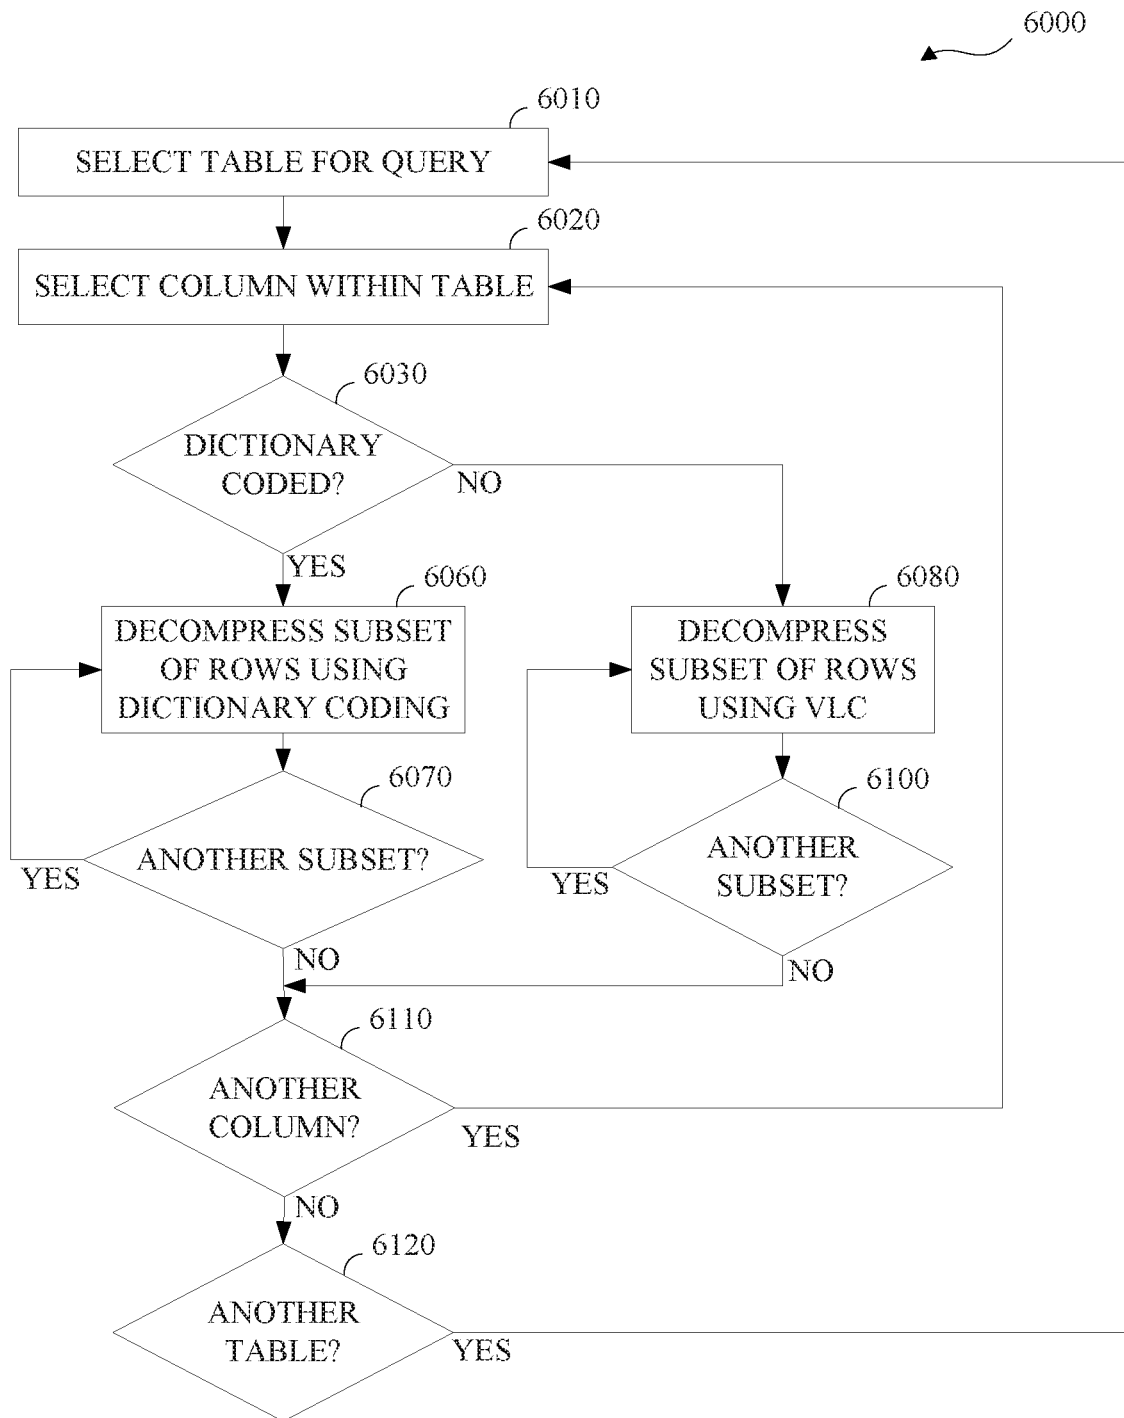 6000
6010
SELECT TABLE FOR QUERY
6020
SELECT COLUMN WITHIN TABLE
6030
DICTIONARY
CODED?
NO
YES
6060
DECOMPRESS SUBSET
OF ROWS USING
DICTIONARY CODING
6080
DECOMPRESS
SUBSET OF ROWS
USING VLC
6070
ANOTHER SUBSET?
YES
NO
6100
ANOTHER
SUBSET?
YES
NO
6110
ANOTHER
COLUMN?
YES
NO
6120
ANOTHER
TABLE?
YES